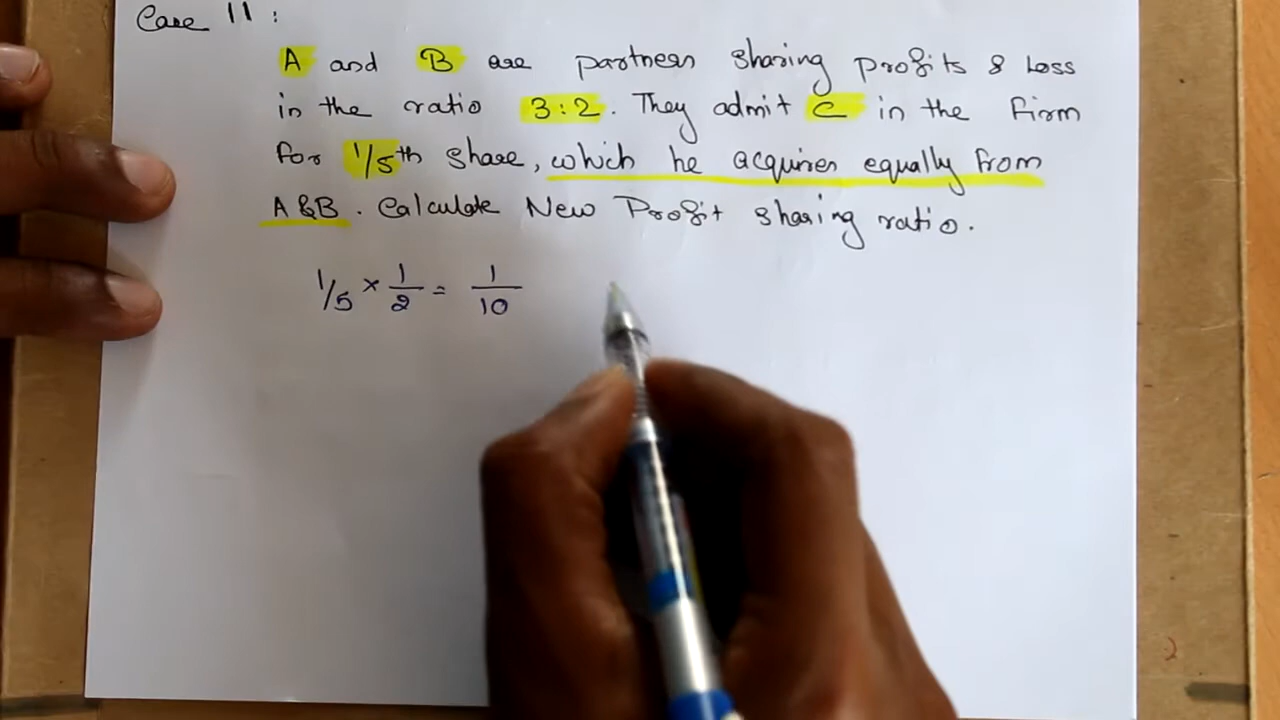 Case 11 :
A and B are partners sharing profits & Loss
in the ratio 3:2. They admit C in the firm
for 1/5th share, which he acquires equally from
A & B. Calculate New Profit sharing ratio.
1/5 × 1/2 = 1/10